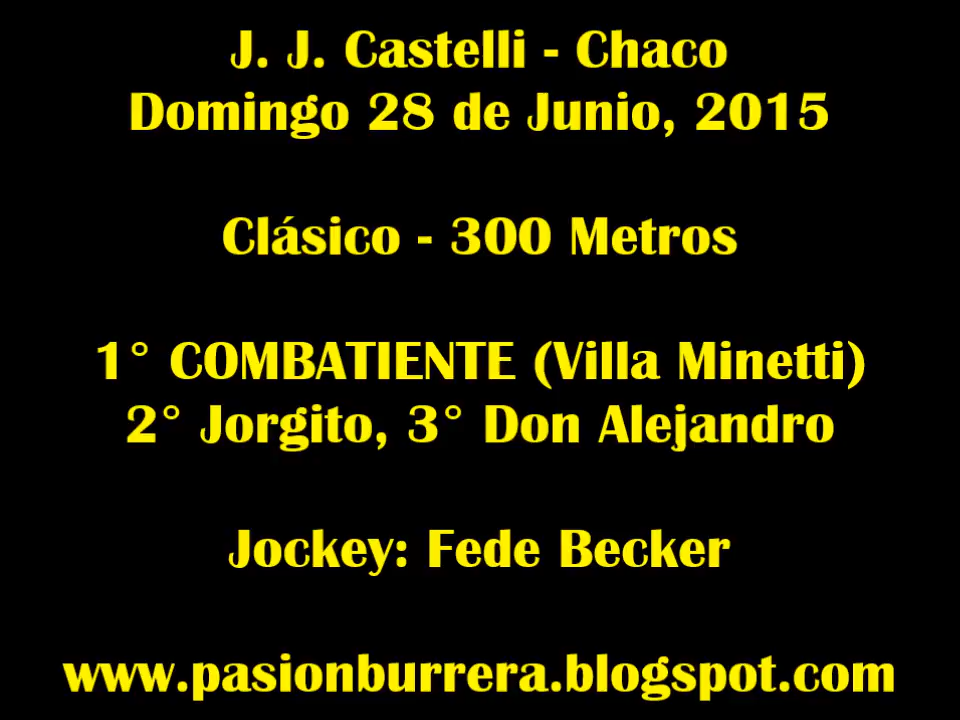 J. J. Castelli - Chaco
Domingo 28 de Junio, 2015
Clásico - 300 Metros
1° COMBATIENTE (Villa Minetti)
2° Jorgito, 3° Don Alejandro
Jockey: Fede Becker
www.pasionburrera.blogspot.com